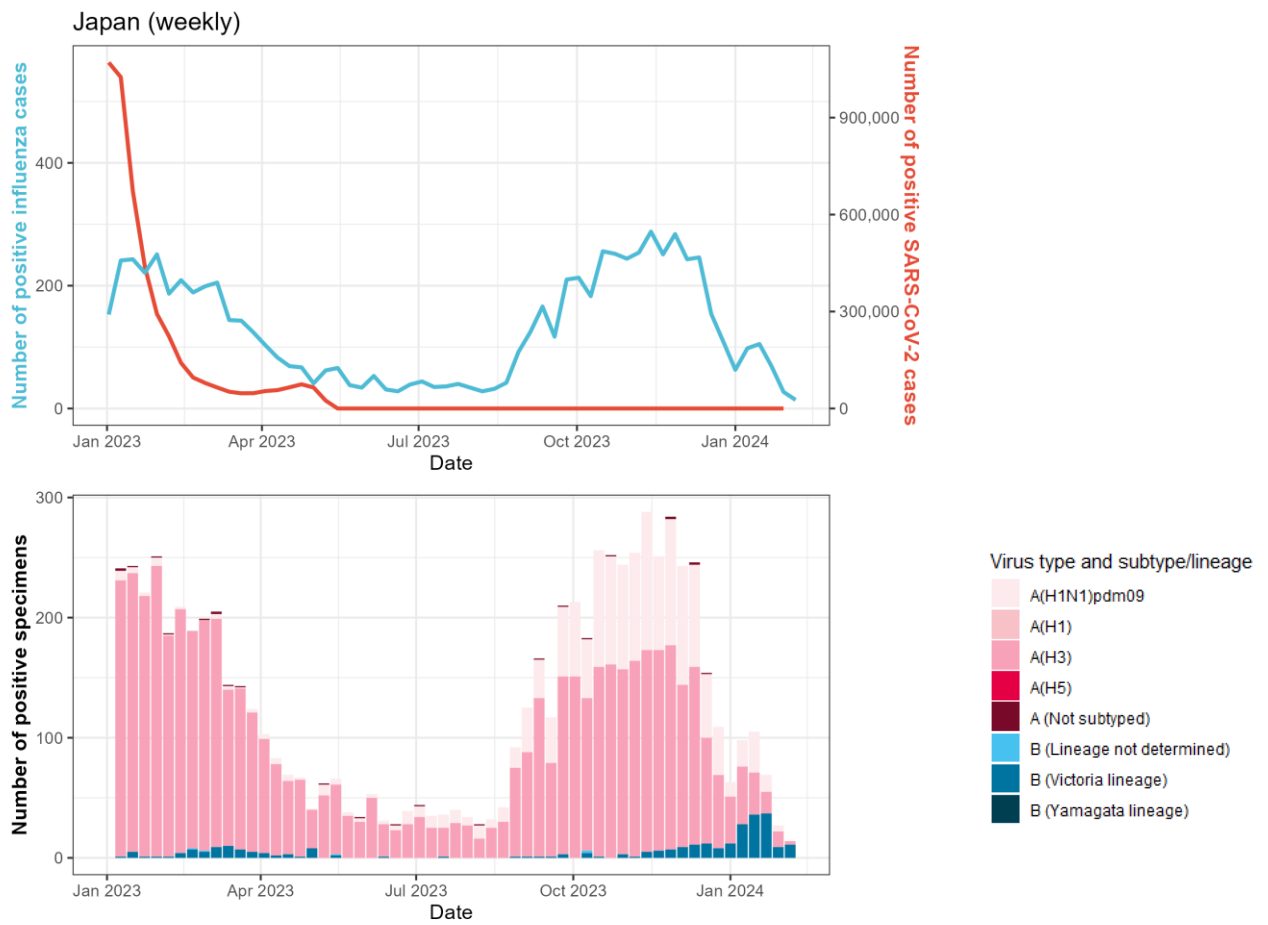 Japan (weekly)
Number of positive influenza cases
400
200
0
900,000
600,000
300,000
0
Number of positive SARS-CoV-2 cases
Jan 2023 Apr 2023 Jul 2023 Oct 2023 Jan 2024
Date
Number of positive specimens
300
200
100
0
Jan 2023 Apr 2023 Jul 2023 Oct 2023 Jan 2024
Date
Virus type and subtype/lineage
A(H1N1)pdm09
A(H1)
A(H3)
A(H5)
A (Not subtyped)
B (Lineage not determined)
B (Victoria lineage)
B (Yamagata lineage)